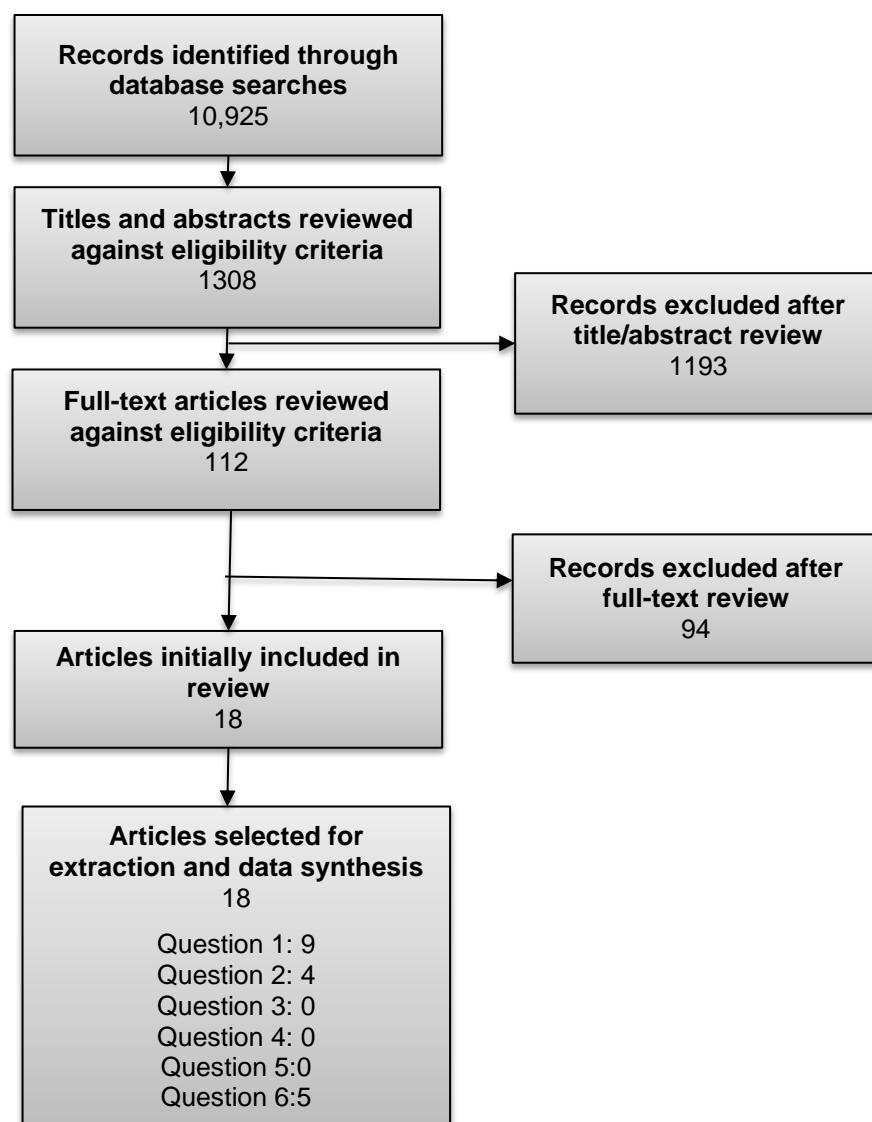 Records identified through
database searches
10,925
Titles and abstracts reviewed
against eligibility criteria
1308
Records excluded after
title/abstract review
1193
Full-text articles reviewed
against eligibility criteria
112
Records excluded after
full-text review
94
Articles initially included in
review
18
Articles selected for
extraction and data synthesis
18
Question 1: 9
Question 2: 4
Question 3: 0
Question 4: 0
Question 5:0
Question 6:5